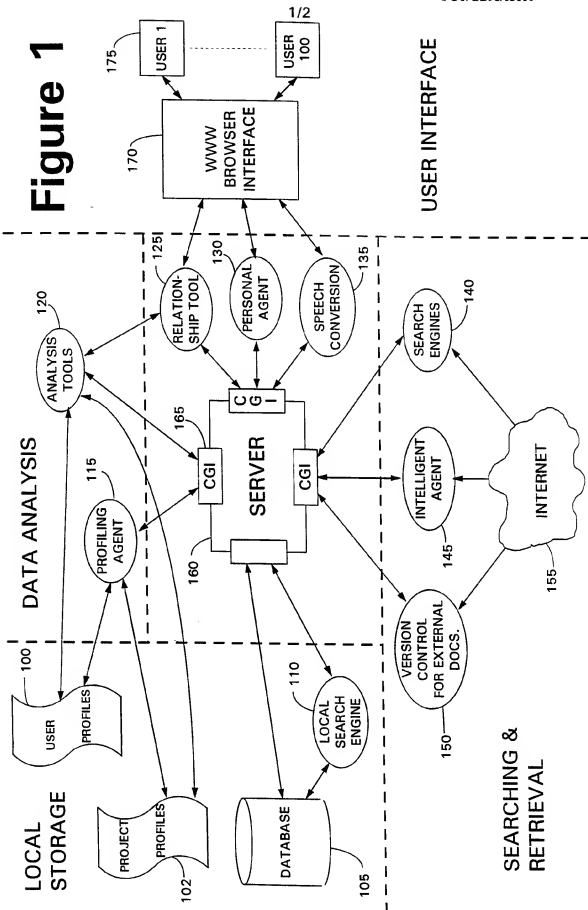 1/2
Figure 1
175
USER 1
USER
100
170
WWW
BROWSER
INTERFACE
USER INTERFACE
DATA ANALYSIS
120
ANALYSIS
TOOLS
115
PROFILING
AGENT
125
RELATION-
SHIP TOOL
130
PERSONAL
AGENT
135
SPEECH
CONVERSION
165
CGI
CGI
SERVER
CGI
160
LOCAL
STORAGE
100
USER
PROFILES
PROJECT
PROFILES
102
110
LOCAL
SEARCH
ENGINE
DATABASE
105
SEARCHING &
RETRIEVAL
140
SEARCH
ENGINES
INTELLIGENT
AGENT
145
VERSION
CONTROL
FOR EXTERNAL
DOCS.
150
INTERNET
155